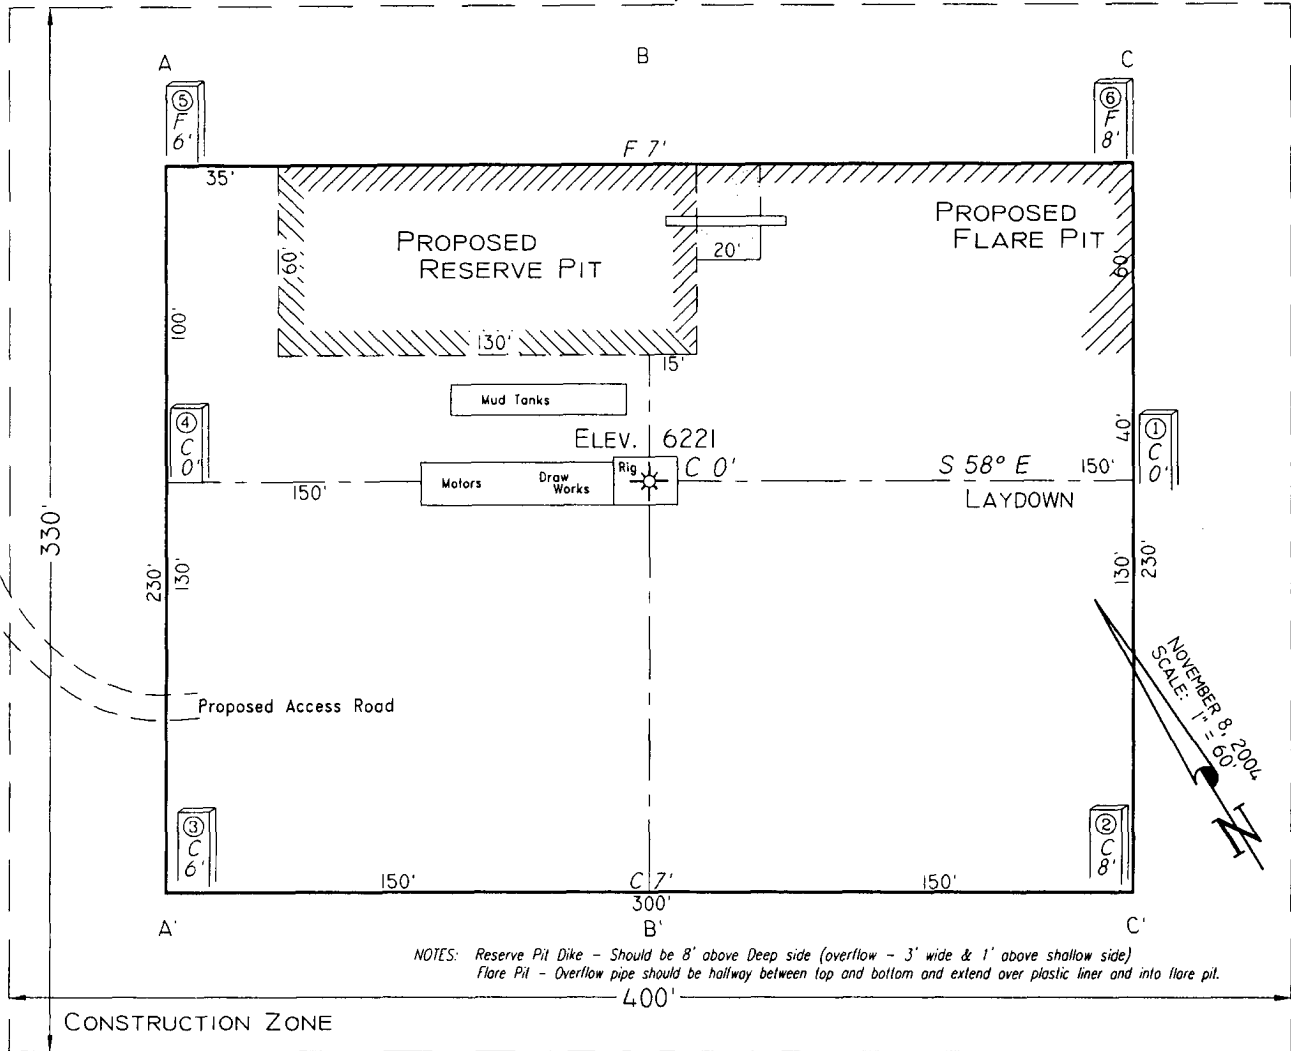 A
B
C
⑤
F
6'
⑥
F
8'
F 7'
35'
PROPOSED
RESERVE PIT
60'
20'
PROPOSED
FLARE PIT
60'
100'
130'
15'
Mud Tanks
④
C
0'
ELEV. 6221
40'
①
C
0'
Rig
C 0'
S 58° E
150'
Motors
Draw
Works
150'
LAYDOWN
330'
230'
130'
130'
230'
NOVEMBER 8, 2004
SCALE: 1" = 60'
N
Proposed Access Road
③
C
6'
②
C
8'
150'
C 7'
150'
300'
A'
B'
C'
NOTES: Reserve Pit Dike - Should be 8' above Deep side (overflow - 3' wide & 1' above shallow side)
Flare Pit - Overflow pipe should be halfway between top and bottom and extend over plastic liner and into flare pit.
400'
CONSTRUCTION ZONE